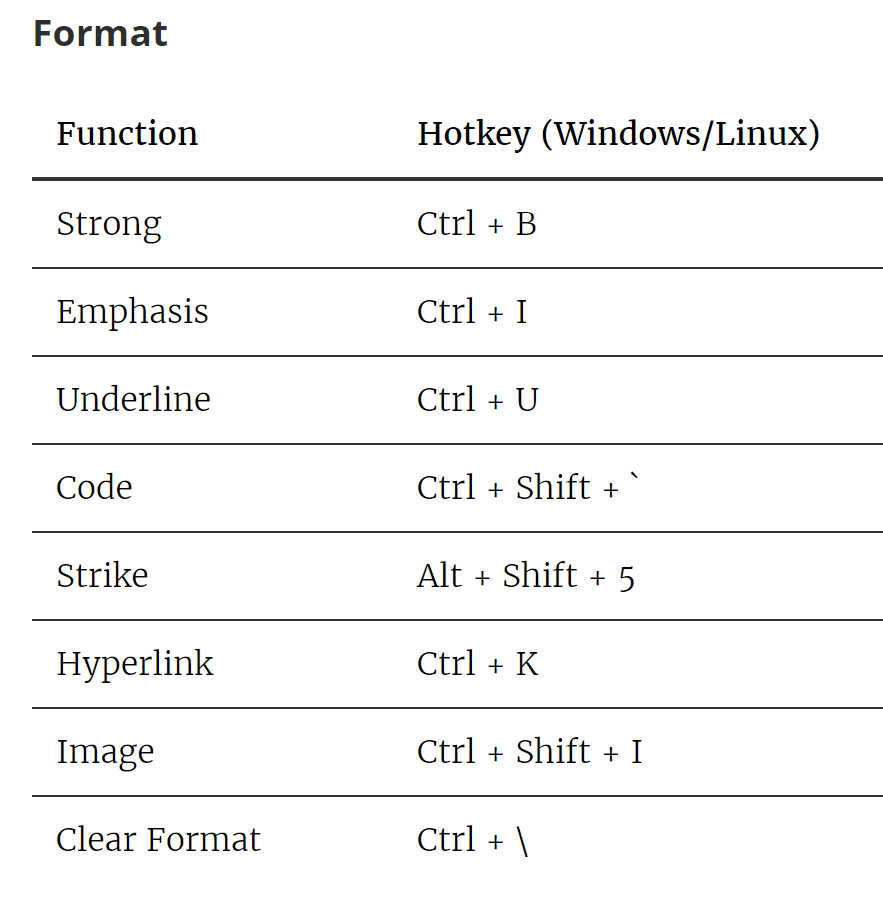 Format
Function Hotkey (Windows/Linux)
Strong Ctrl + B
Emphasis Ctrl + I
Underline Ctrl + U
Code Ctrl + Shift + `
Strike Alt + Shift + 5
Hyperlink Ctrl + K
Image Ctrl + Shift + I
Clear Format Ctrl + \